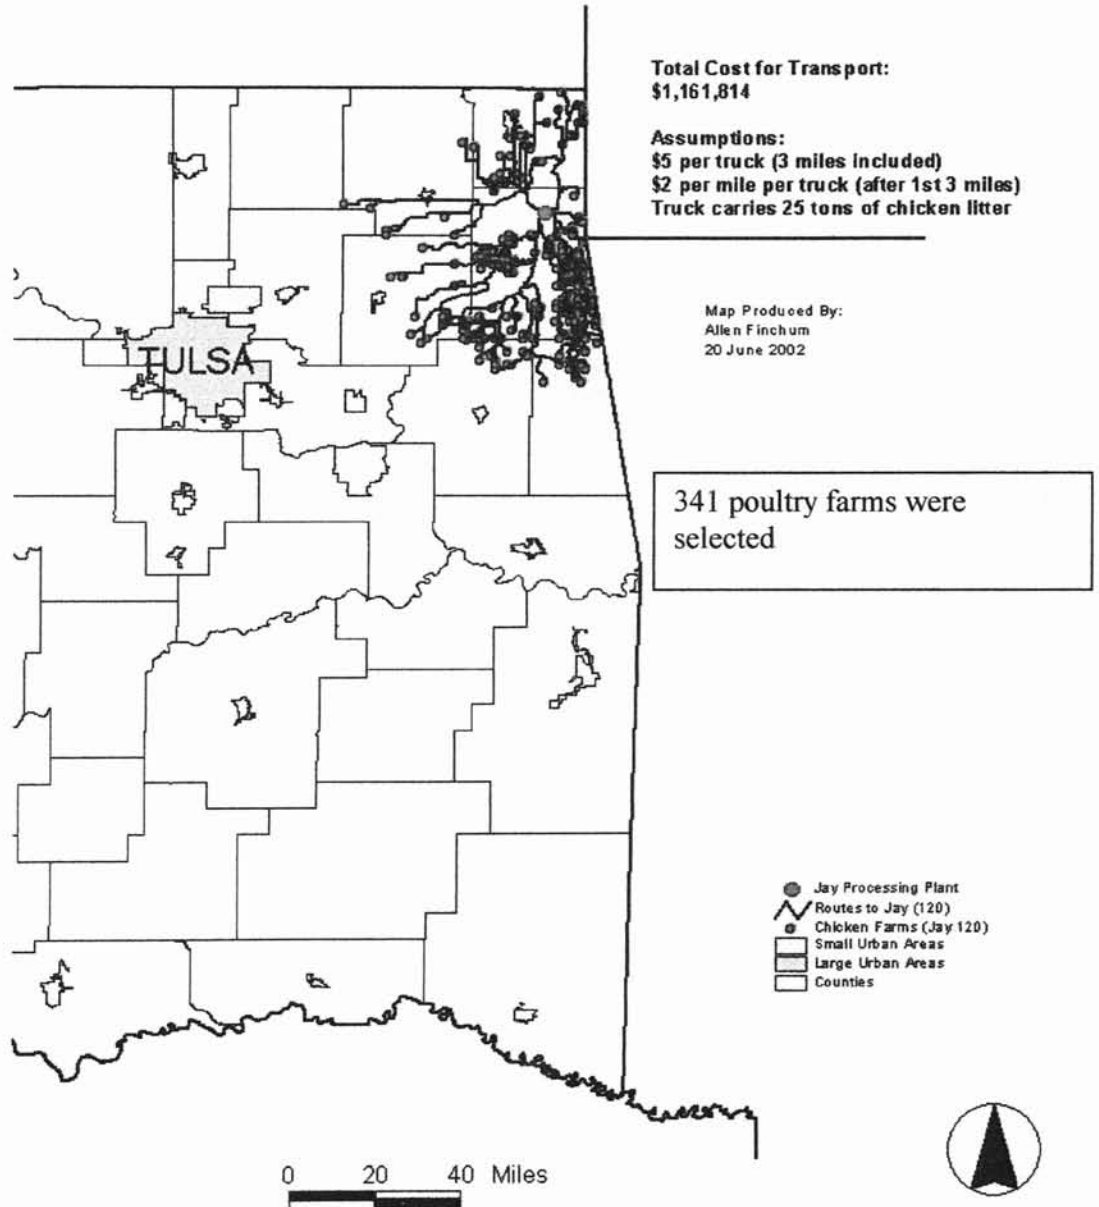 Total Cost for Transport:
$1,161,814
Assumptions:
$5 per truck (3 miles included)
$2 per mile per truck (after 1st 3 miles)
Truck carries 25 tons of chicken litter
Map Produced By:
Allen Finchum
20 June 2002
TULSA
341 poultry farms were
selected
Jay Processing Plant
Routes to Jay (120)
Chicken Farms (Jay 120)
Small Urban Areas
Large Urban Areas
Counties
0 20 40 Miles